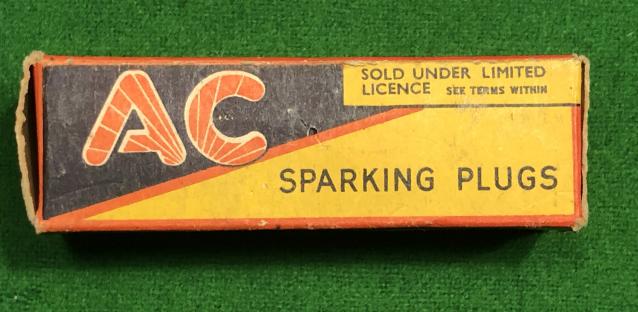 AC
SOLD UNDER LIMITED
LICENCE SEE TERMS WITHIN
SPARKING PLUGS